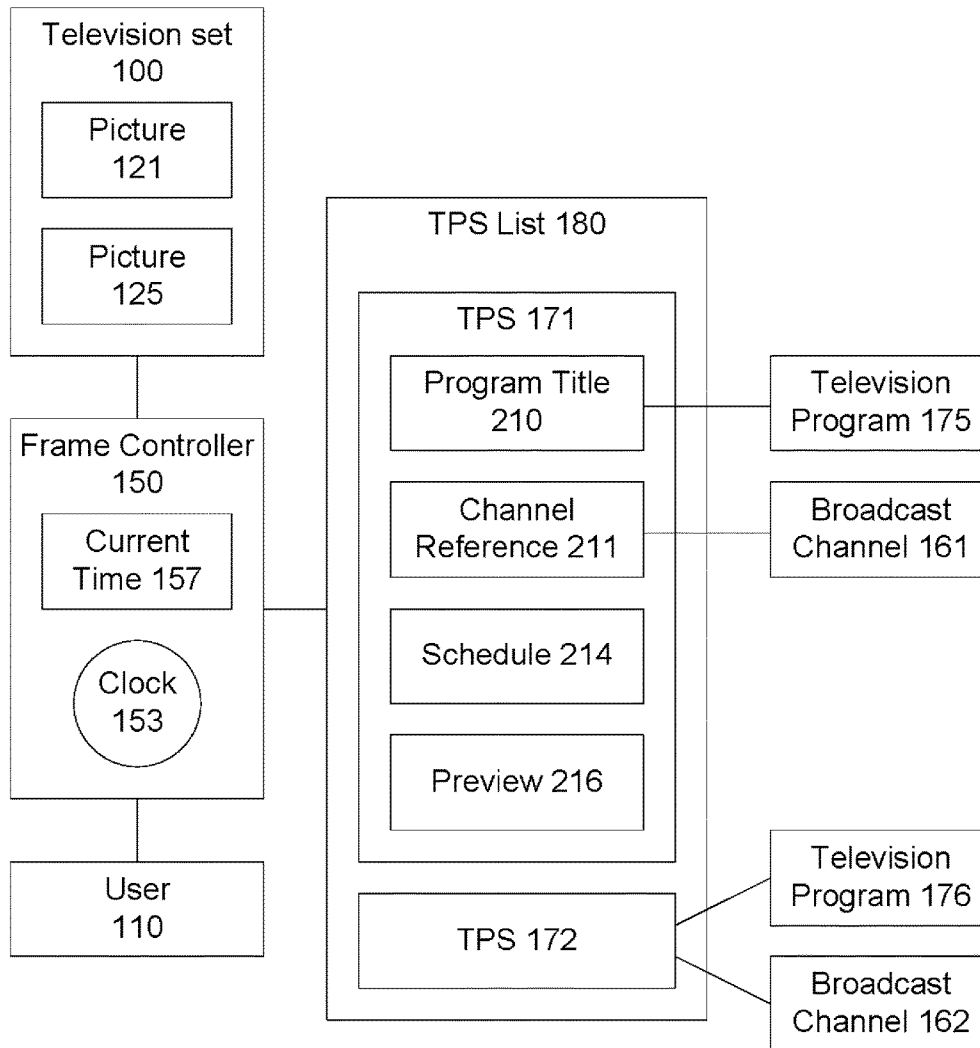 Television set
100
Picture
121
Picture
125
Frame Controller
150
Current
Time 157
Clock
153
User
110
TPS List 180
TPS 171
Program Title
210
Channel
Reference 211
Schedule 214
Preview 216
TPS 172
Television
Program 175
Broadcast
Channel 161
Television
Program 176
Broadcast
Channel 162